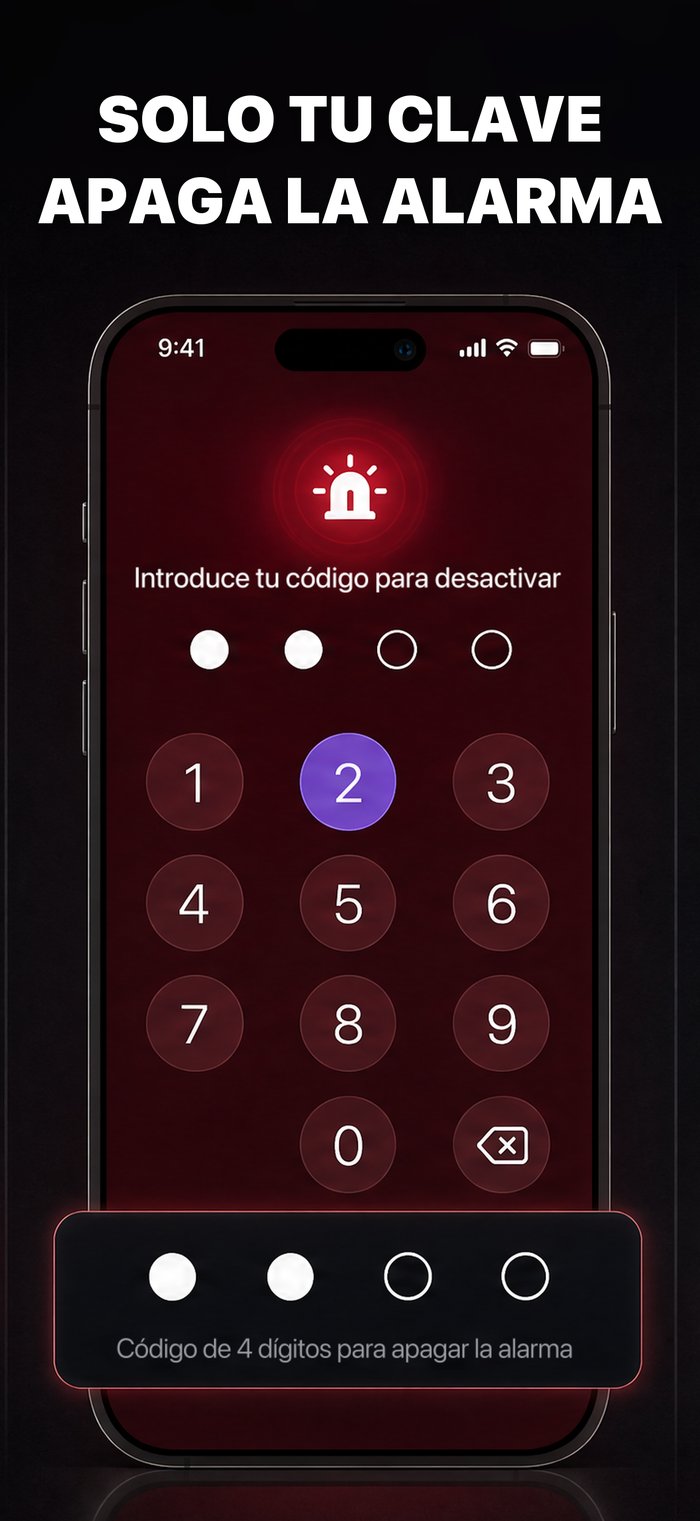 SOLO TU CLAVE
APAGA LA ALARMA
9:41
Introduce tu código para desactivar
1 2 3
4 5 6
7 8 9
0
Código de 4 dígitos para apagar la alarma